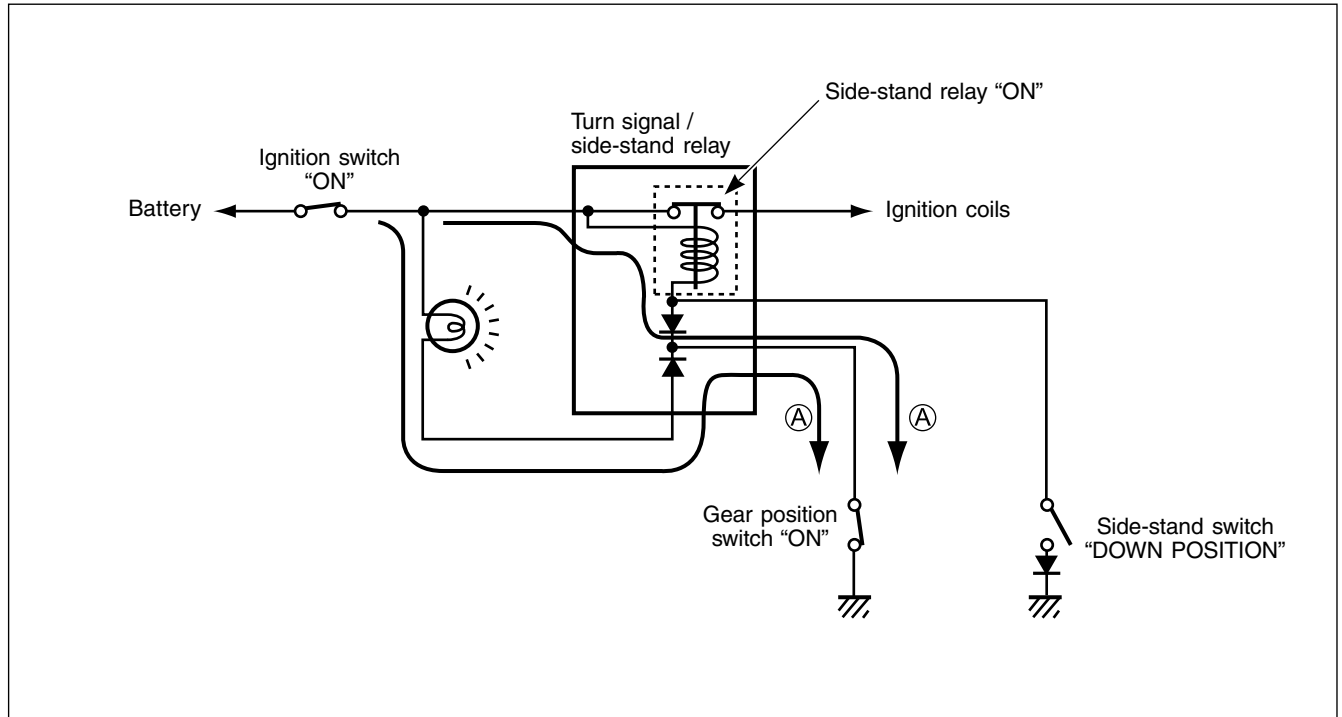 Side-stand relay “ON”
Turn signal /
side-stand relay
Ignition switch
“ON”
Battery
Ignition coils
Ⓐ
Ⓐ
Gear position
switch “ON”
Side-stand switch
“DOWN POSITION”